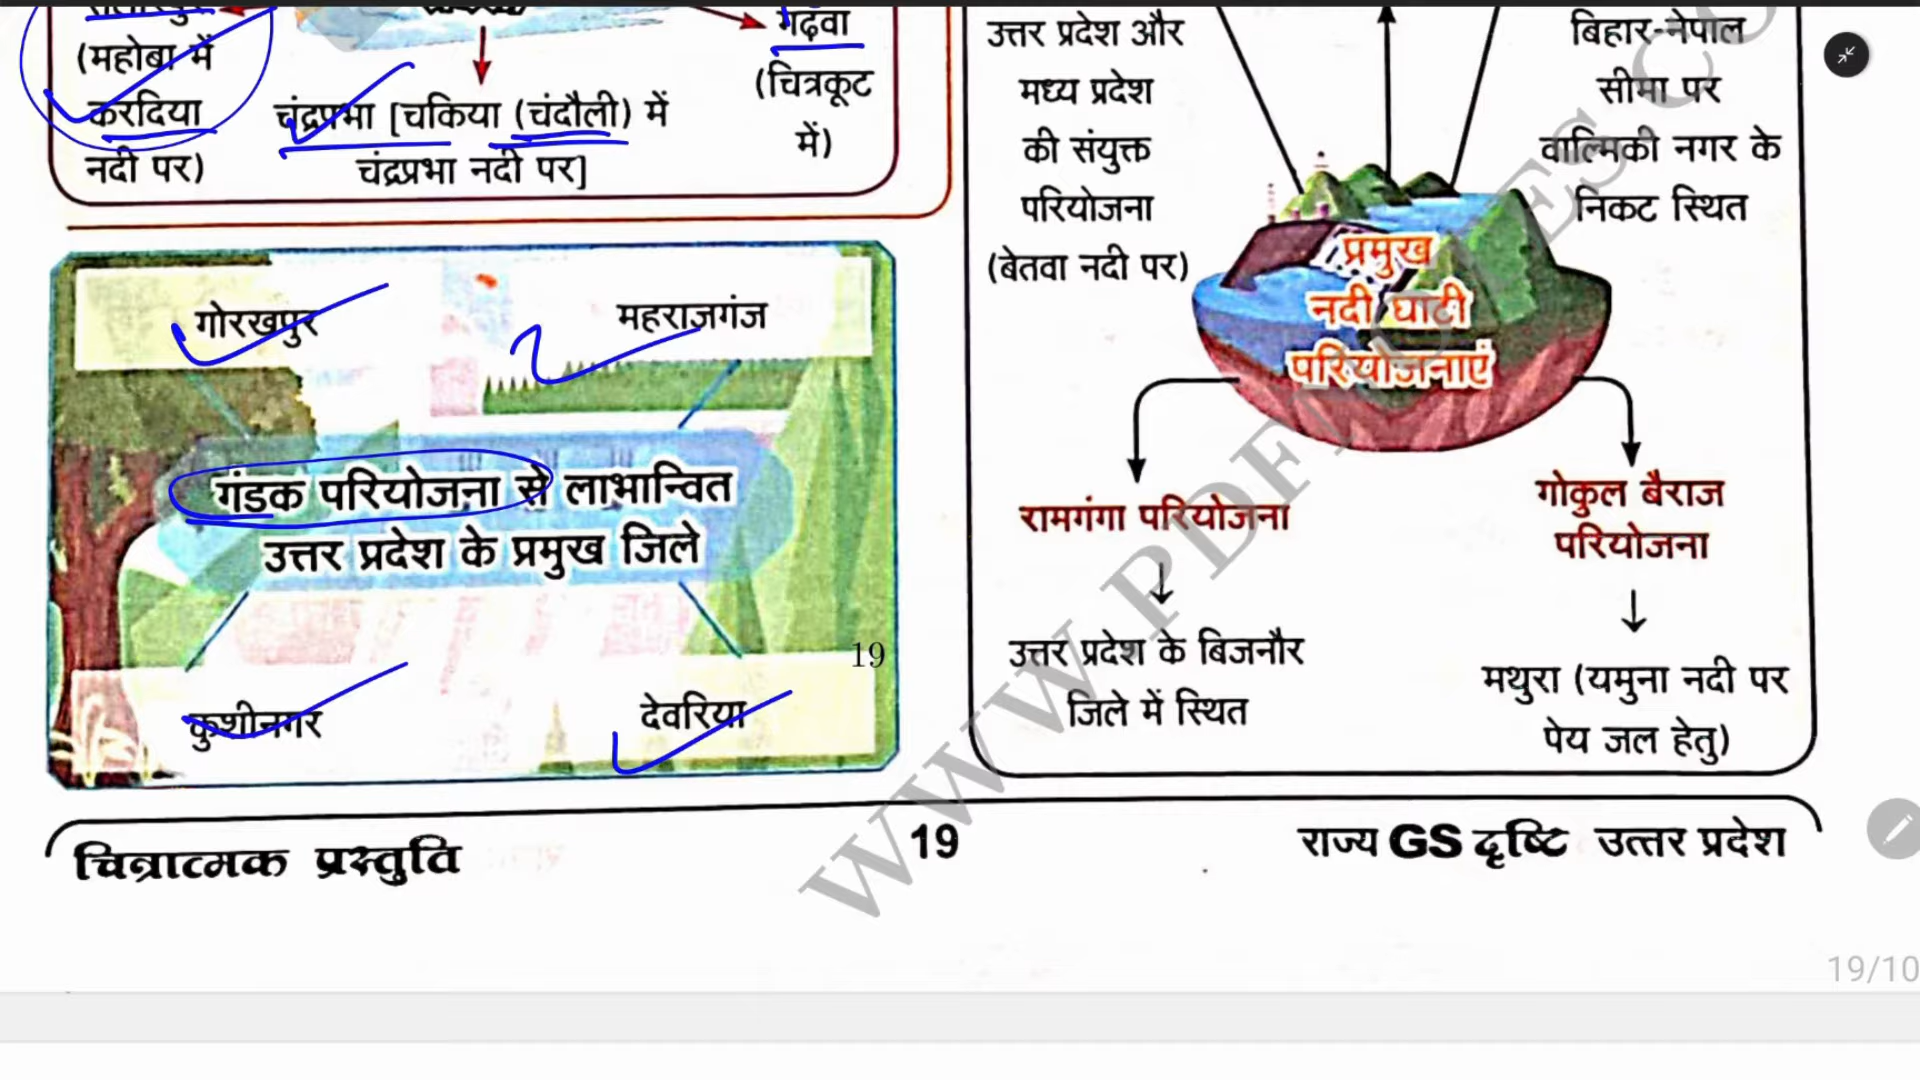 (महोबा में
करदिया
नदी पर)
चंद्रप्रभा [चकिया (चंदौली) में
चंद्रप्रभा नदी पर]
गढ़वा
(चित्रकूट
में)
गोरखपुर
महराजगंज
गंडक परियोजना से लाभान्वित
उत्तर प्रदेश के प्रमुख जिले
कुशीनगर
देवरिया
19
उत्तर प्रदेश और
मध्य प्रदेश
की संयुक्त
परियोजना
(बेतवा नदी पर)
बिहार-नेपाल
सीमा पर
वाल्मिकी नगर के
निकट स्थित
प्रमुख
नदी घाटी
परियोजनाएं
रामगंगा परियोजना
उत्तर प्रदेश के बिजनौर
जिले में स्थित
गोकुल बैराज
परियोजना
मथुरा (यमुना नदी पर
पेय जल हेतु)
चित्रात्मक प्रस्तुति
19
राज्य GS दृष्टि उत्तर प्रदेश
19/10